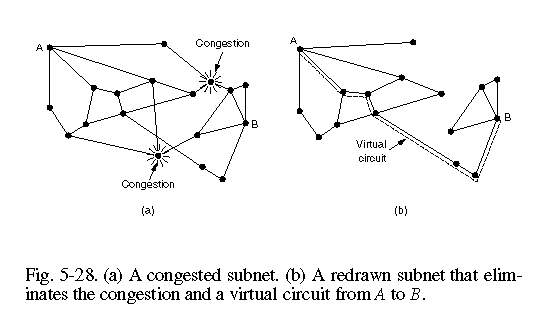 A
Congestion
B
Congestion
(a)
A
B
Virtual
circuit
(b)
Fig. 5-28. (a) A congested subnet. (b) A redrawn subnet that elim-
inates the congestion and a virtual circuit from A to B.